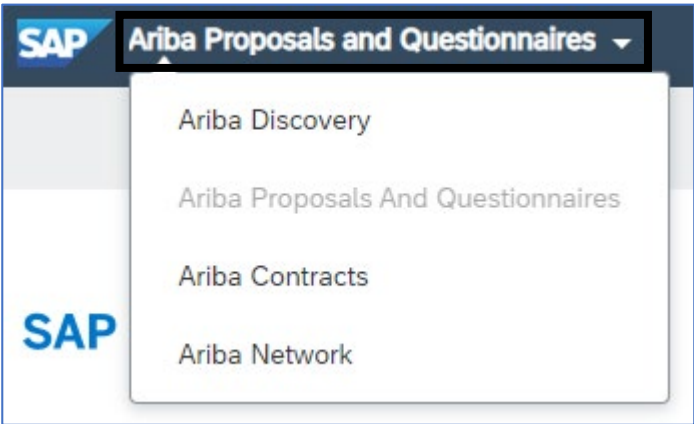 SAP Ariba Proposals and Questionnaires
Ariba Discovery
Ariba Proposals And Questionnaires
Ariba Contracts
SAP
Ariba Network